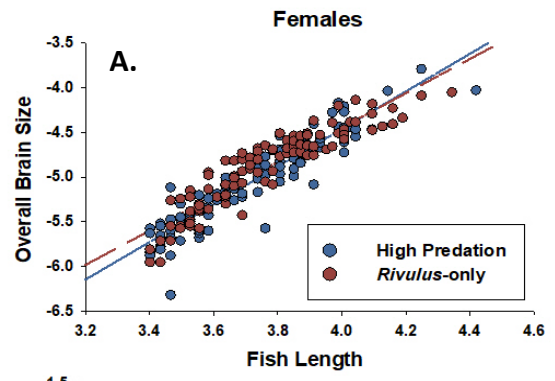 Females
A.
-3.5
-4.0
-4.5
-5.0
-5.5
-6.0
-6.5
Overall Brain Size
High Predation
Rivulus-only
3.2 3.4 3.6 3.8 4.0 4.2 4.4 4.6
Fish Length